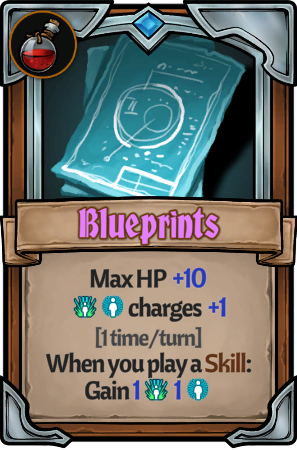 Blueprints
Max HP +10
charges +1
[1 time/turn]
When you play a Skill:
Gain 1 1